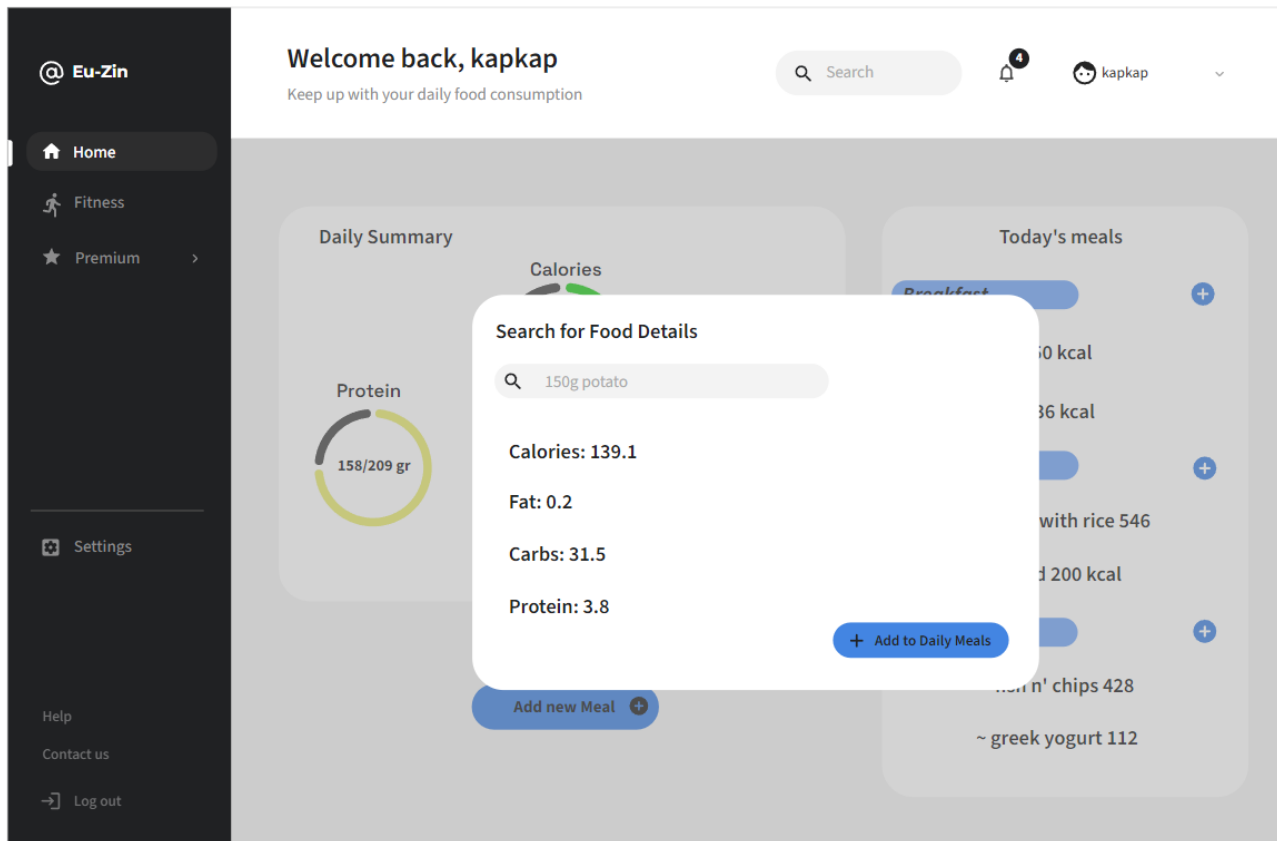 @ Eu-Zin
Home
Fitness
Premium
Settings
Help
Contact us
Log out
Welcome back, kapkap
Keep up with your daily food consumption
Search
4
kapkap
Daily Summary
Calories
Protein
158/209 gr
Add new Meal
Search for Food Details
150g potato
Calories: 139.1
Fat: 0.2
Carbs: 31.5
Protein: 3.8
Add to Daily Meals
Today's meals
Breakfast
kcal
kcal
with rice 546
200 kcal
n' chips 428
~ greek yogurt 112